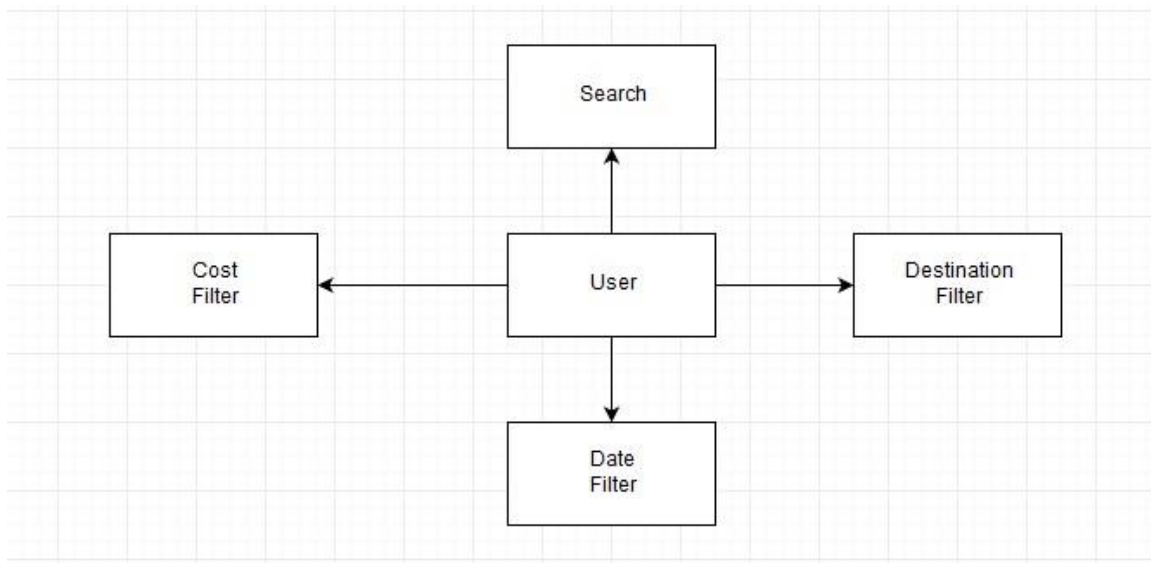 Search
Cost
Filter
User
Destination
Filter
Date
Filter